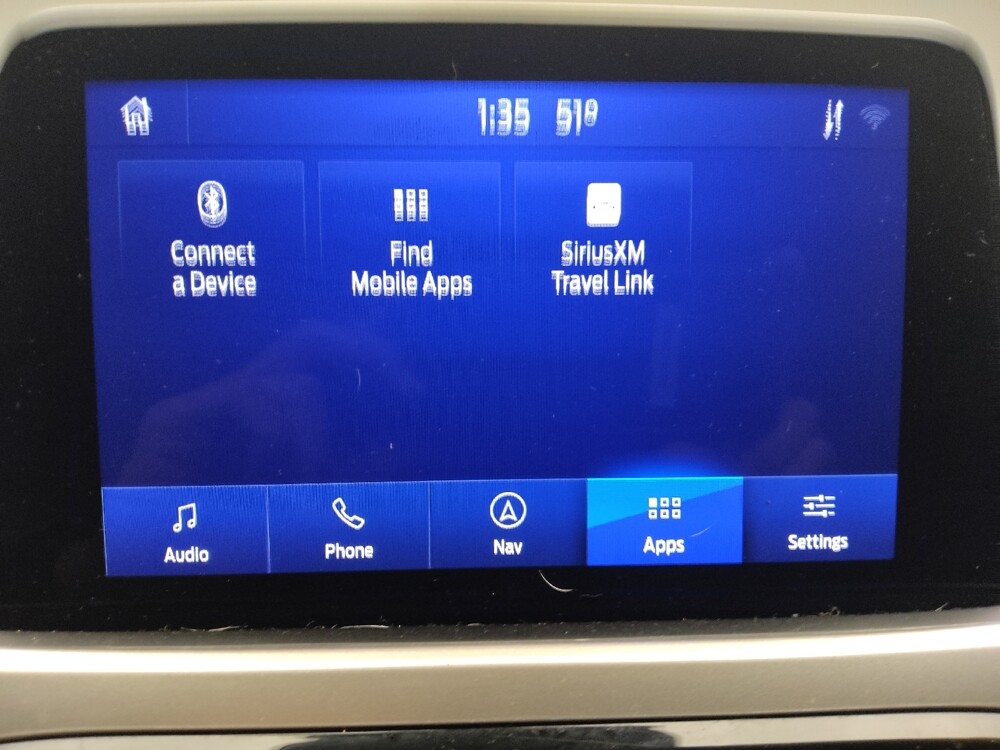 1:35 51°
Connect
a Device
Find
Mobile Apps
SiriusXM
Travel Link
Audio
Phone
Nav
Apps
Settings